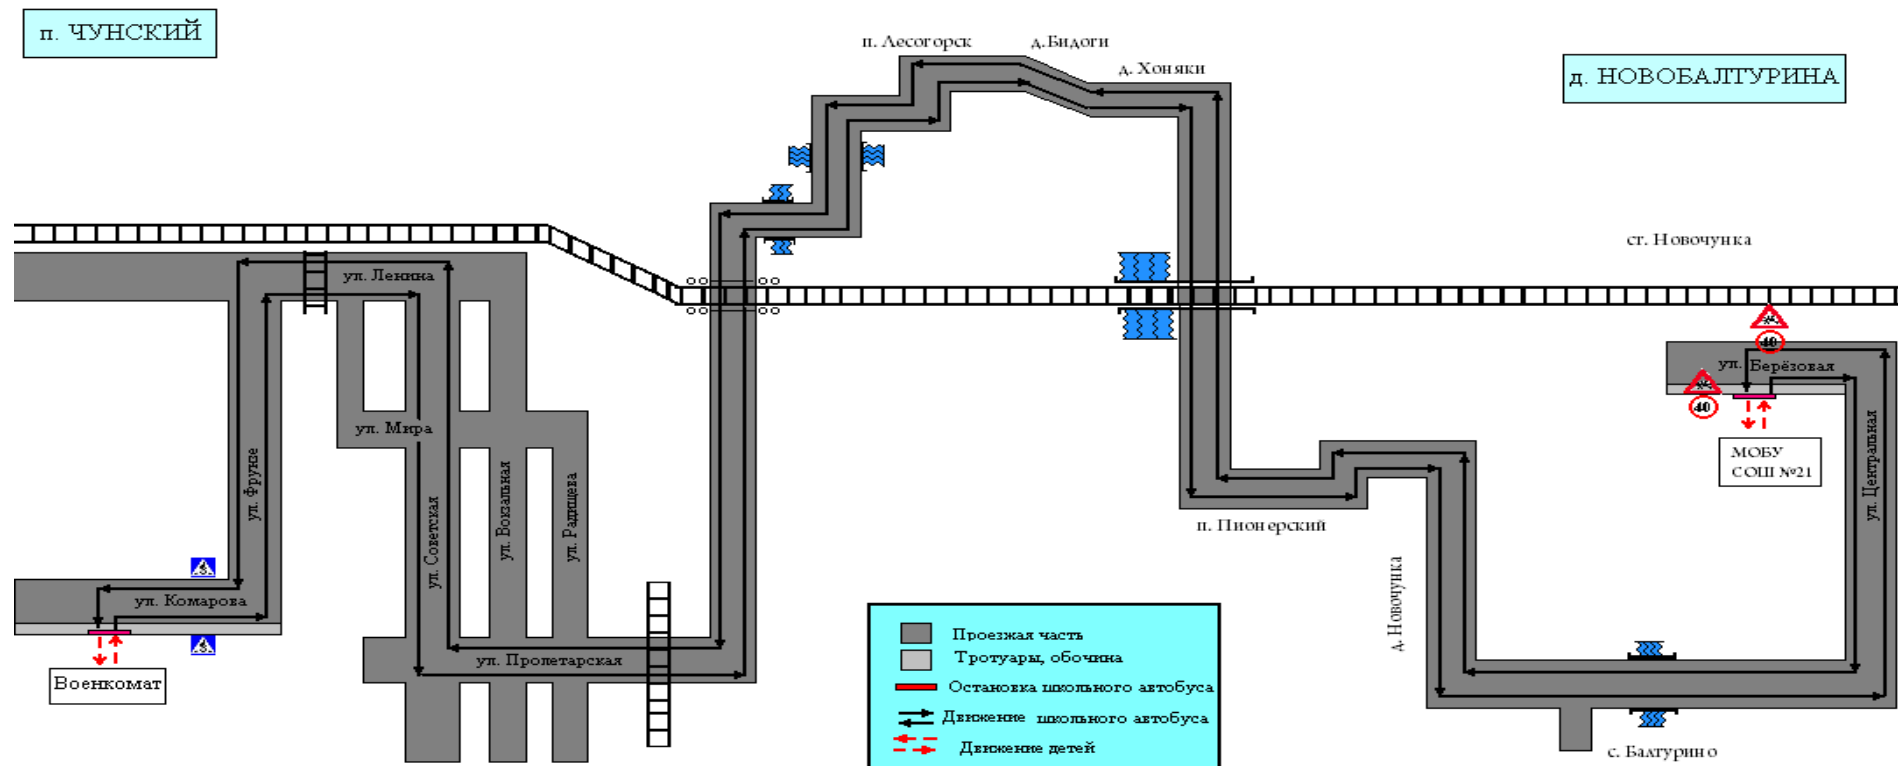 п. ЧУНСКИЙ
п. Лесогорск
д.Бидоги
д. Хоняки
д. НОВОБАЛТУРИНА
ст. Новочунка
ул. Ленина
ул. Берёзовая
40
40
ул. Мира
МОБУ
СОШ №21
ул. Фрунзе
ул. Советская
ул. Вокзальная
ул. Радищева
ул. Центральная
п. Пионерский
д. Новочунка
ул. Комарова
ул. Пролетарская
Военкомат
Проезжая часть
Тротуары, обочина
Остановка школьного автобуса
Движение школьного автобуса
Движение детей
с. Балтурино